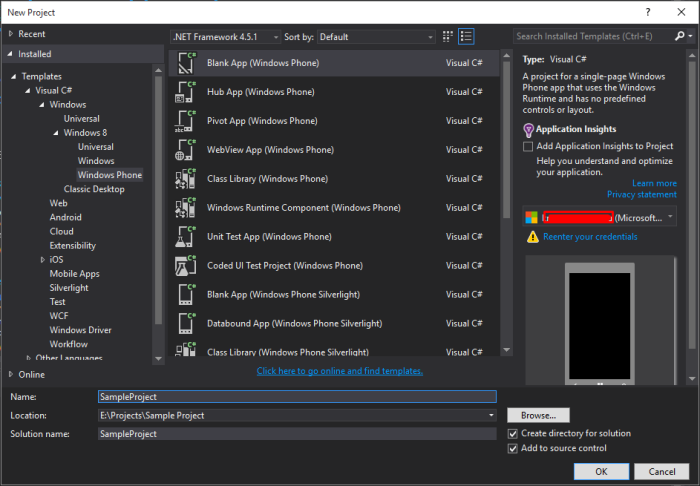 New Project
?
Recent
Installed
.NET Framework 4.5.1
Sort by:
Default
Search Installed Templates (Ctrl+E)
Templates
Visual C#
Windows
Universal
Windows 8
Universal
Windows
Windows Phone
Classic Desktop
Web
Android
Cloud
Extensibility
iOS
Mobile Apps
Silverlight
Test
WCF
Windows Driver
Workflow
Other Languages
Online
Blank App (Windows Phone) Visual C#
Hub App (Windows Phone) Visual C#
Pivot App (Windows Phone) Visual C#
WebView App (Windows Phone) Visual C#
Class Library (Windows Phone) Visual C#
Windows Runtime Component (Windows Phone) Visual C#
Unit Test App (Windows Phone) Visual C#
Coded UI Test Project (Windows Phone) Visual C#
Blank App (Windows Phone Silverlight) Visual C#
Databound App (Windows Phone Silverlight) Visual C#
Class Library (Windows Phone Silverlight) Visual C#
Click here to go online and find templates.
Type: Visual C#
A project for a single-page Windows
Phone app that uses the Windows
Runtime and has no predefined
controls or layout.
Application Insights
Add Application Insights to Project
Help you understand and optimize
your application.
Learn more
Privacy statement
(Microsoft...
Reenter your credentials
Name: SampleProject
Location: E:\Projects\Sample Project
Browse...
Solution name: SampleProject
Create directory for solution
Add to source control
OK
Cancel